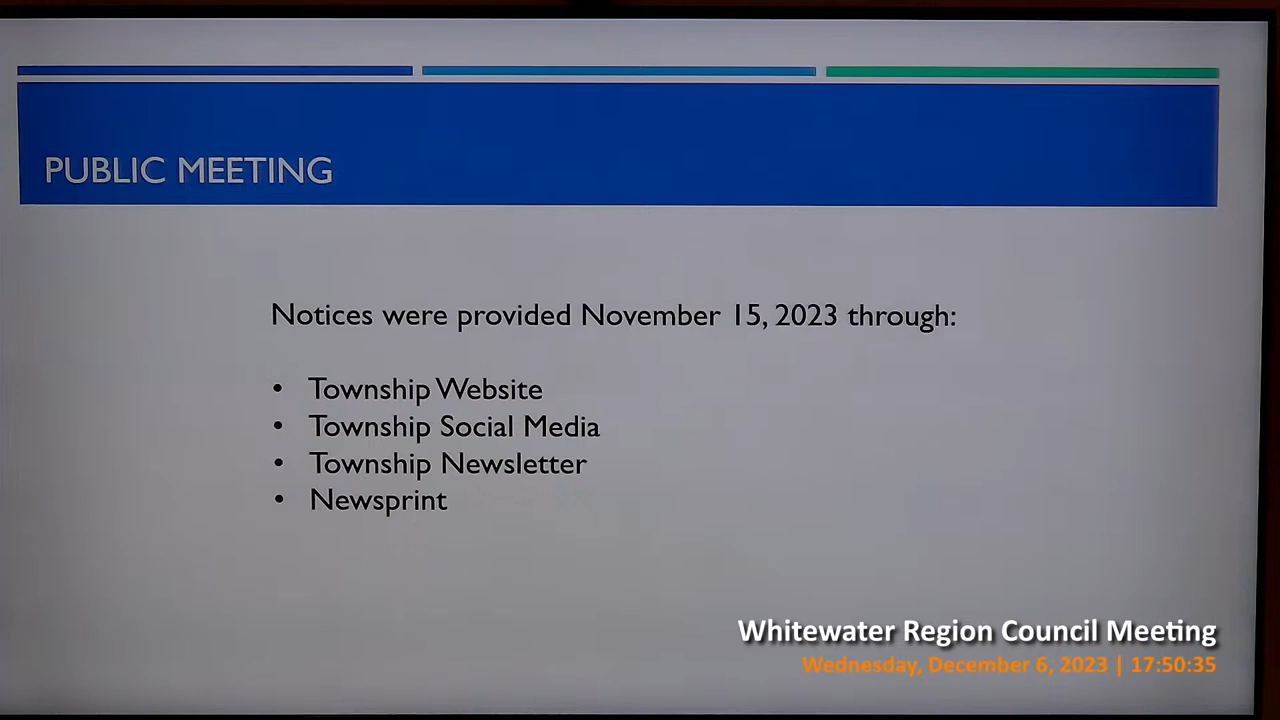 PUBLIC MEETING
Notices were provided November 15, 2023 through:
• Township Website
• Township Social Media
• Township Newsletter
• Newsprint
Whitewater Region Council Meeting
Wednesday, December 6, 2023 | 17:50:35